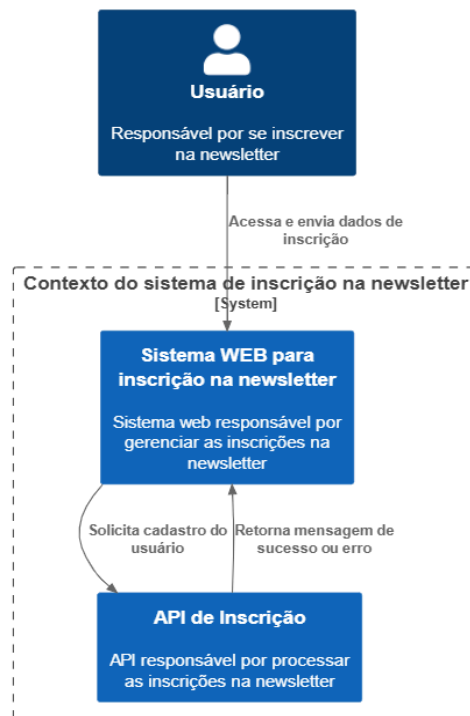 Usuário
Responsável por se inscrever
na newsletter
Acessa e envia dados de
inscrição
Contexto do sistema de inscrição na newsletter
[System]
Sistema WEB para
inscrição na newsletter
Sistema web responsável por
gerenciar as inscrições na
newsletter
Solicita cadastro do
usuário
Retorna mensagem de
sucesso ou erro
API de Inscrição
API responsável por processar
as inscrições na newsletter